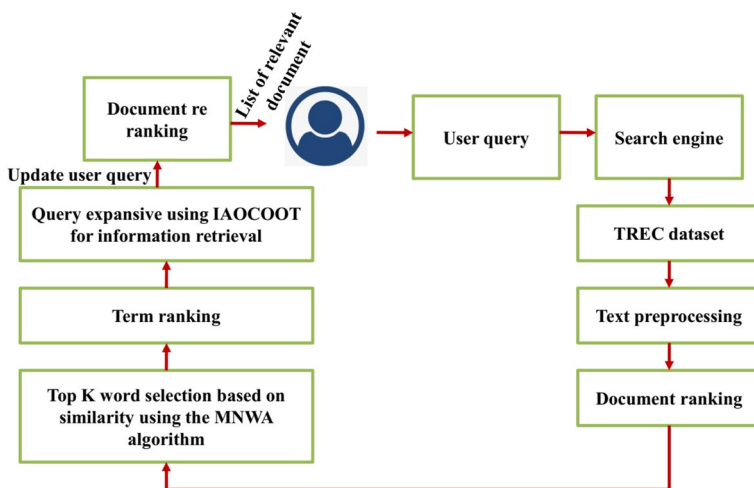 List of relevant
document
Document re
ranking
User query
Search engine
Update user query
Query expansive using IAOCOOT
for information retrieval
TREC dataset
Term ranking
Text preprocessing
Top K word selection based on
similarity using the MNWA
algorithm
Document ranking